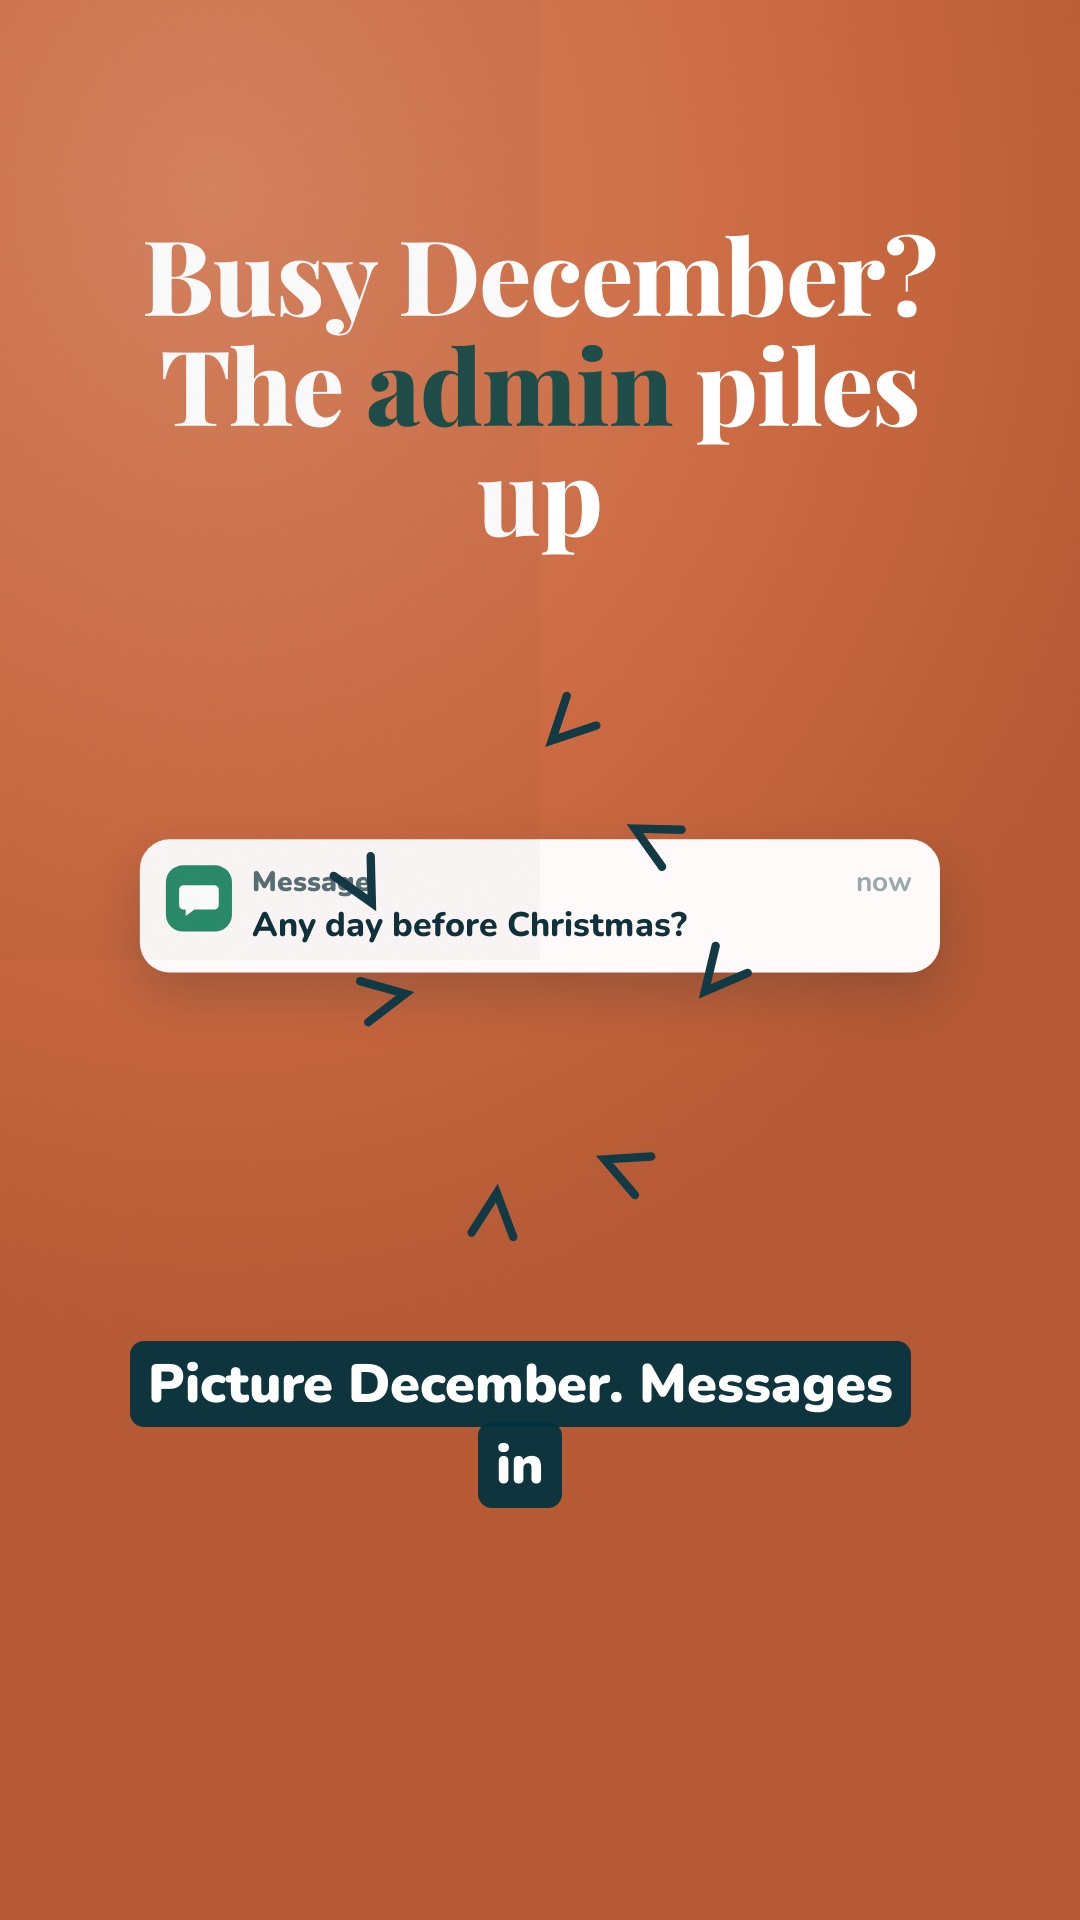 Busy December?
The admin piles
up
Message
now
Any day before Christmas?
Picture December. Messages
in